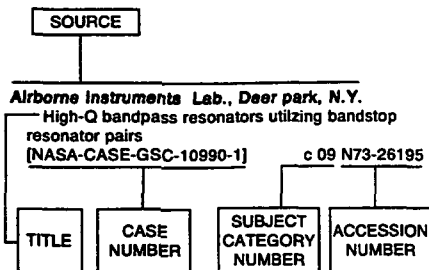 SOURCE
Airborne Instruments Lab., Deer park, N.Y.
High-Q bandpass resonators utilzing bandstop
resonator pairs
[NASA-CASE-GSC-10990-1] c 09 N73-26195
TITLE
CASE
NUMBER
SUBJECT
CATEGORY
NUMBER
ACCESSION
NUMBER